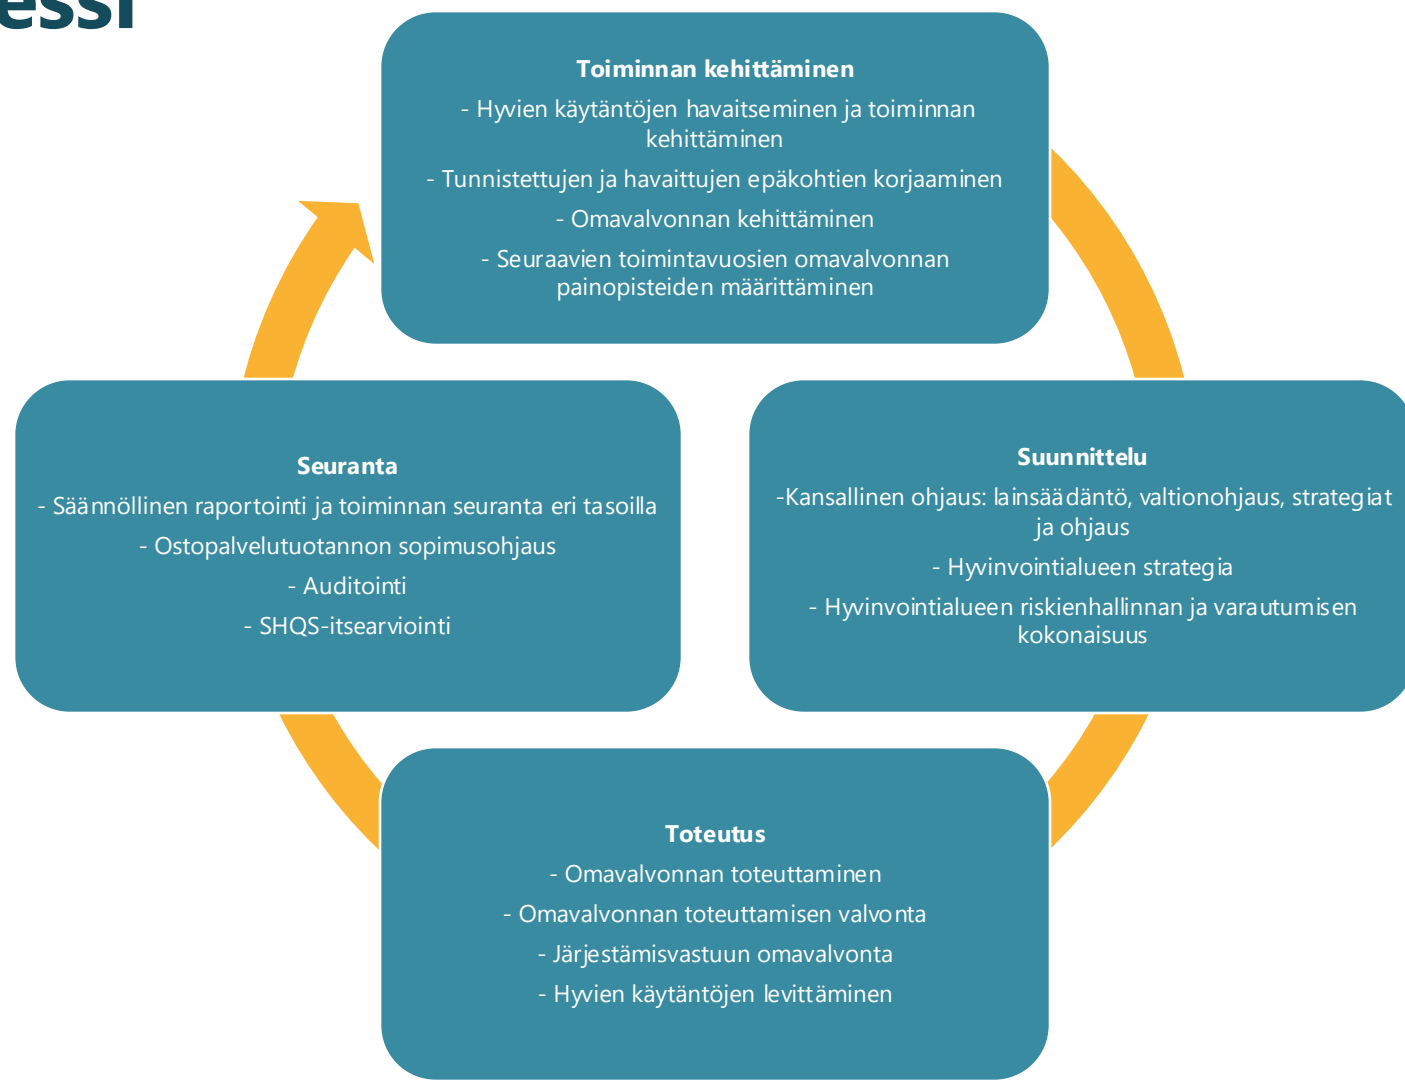 essi
Toiminnan kehittäminen
- Hyvien käytäntöjen havaitseminen ja toiminnan
kehittäminen
- Tunnistettujen ja havaittujen epäkohtien korjaaminen
- Omavalvonnan kehittäminen
- Seuraavien toimintavuosien omavalvonnan
painopisteiden määrittäminen
Suunnittelu
-Kansallinen ohjaus: lainsäädäntö, valtionohjaus, strategiat
ja ohjaus
- Hyvinvointialueen strategia
- Hyvinvointialueen riskienhallinnan ja varautumisen
kokonaisuus
Toteutus
- Omavalvonnan toteuttaminen
- Omavalvonnan toteuttamisen valvonta
- Järjestämisvastuun omavalvonta
- Hyvien käytäntöjen levittäminen
Seuranta
- Säännöllinen raportointi ja toiminnan seuranta eri tasoilla
- Ostopalvelutuotannon sopimusohjaus
- Auditointi
- SHQS-itsearviointi